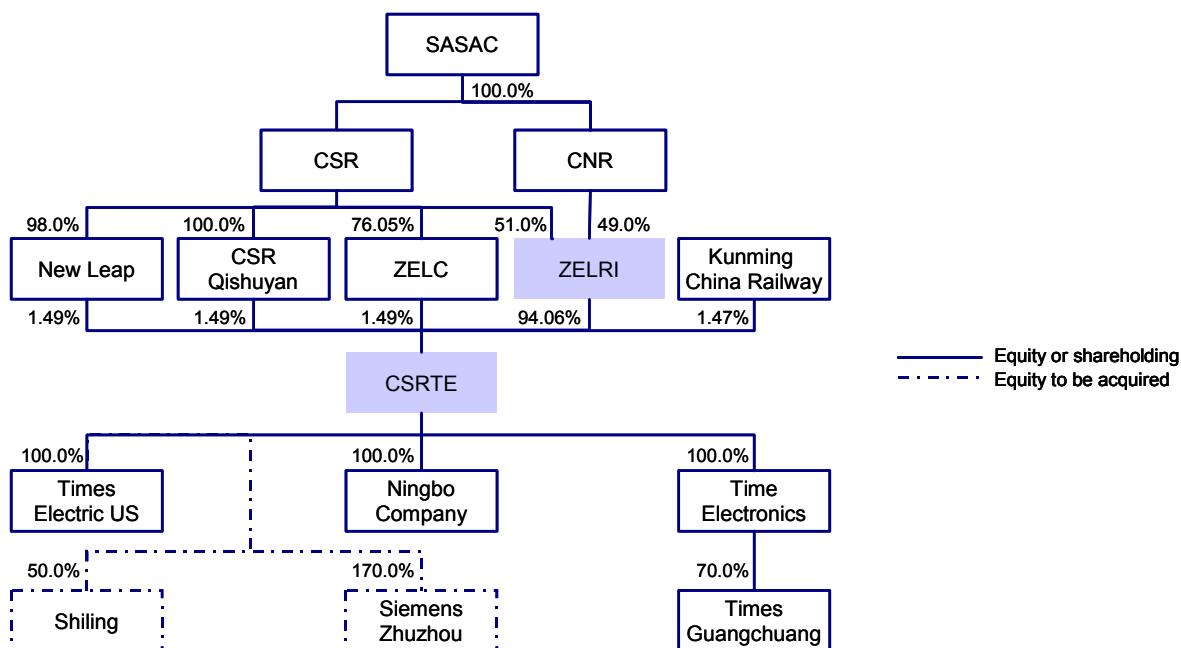 SASAC
100.0%
CSR
CNR
98.0%
100.0%
76.05%
51.0%
49.0%
New Leap
CSR
Qishuyan
ZELC
ZELRI
Kunming
China Railway
1.49%
1.49%
1.49%
94.06%
1.47%
CSRTE
Equity or shareholding
Equity to be acquired
100.0%
100.0%
100.0%
Times
Electric US
Ningbo
Company
Time
Electronics
50.0%
170.0%
70.0%
Shiling
Siemens
Zhuzhou
Times
Guangchuang